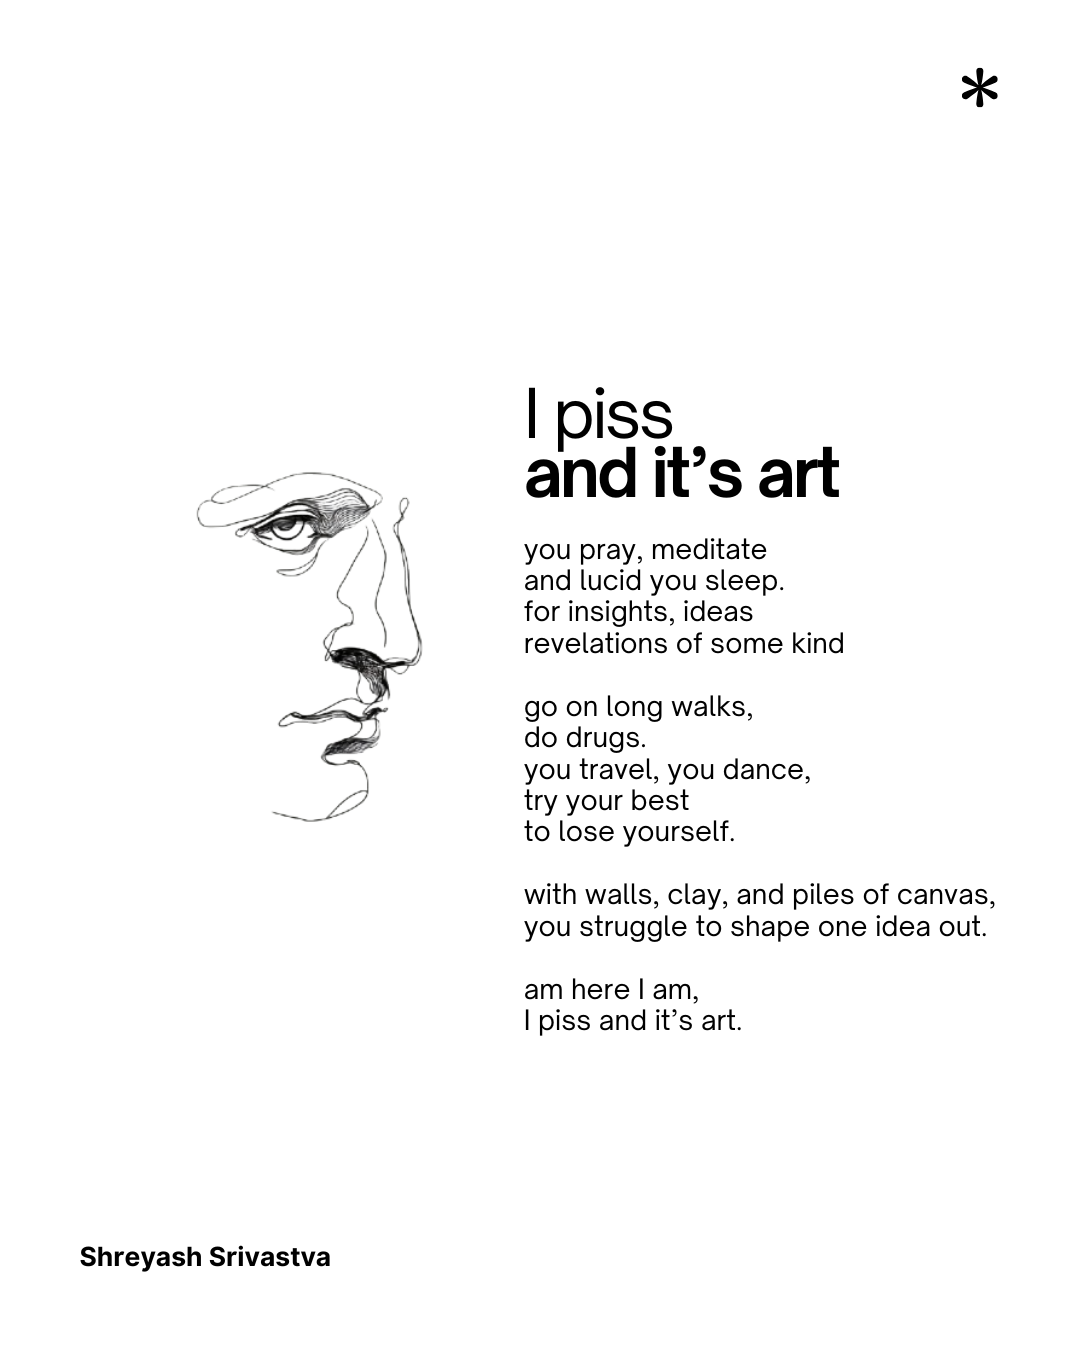 *
I piss
and it’s art
you pray, meditate
and lucid you sleep.
for insights, ideas
revelations of some kind
go on long walks,
do drugs.
you travel, you dance,
try your best
to lose yourself.
with walls, clay, and piles of canvas,
you struggle to shape one idea out.
am here I am,
I piss and it’s art.
Shreyash Srivastva